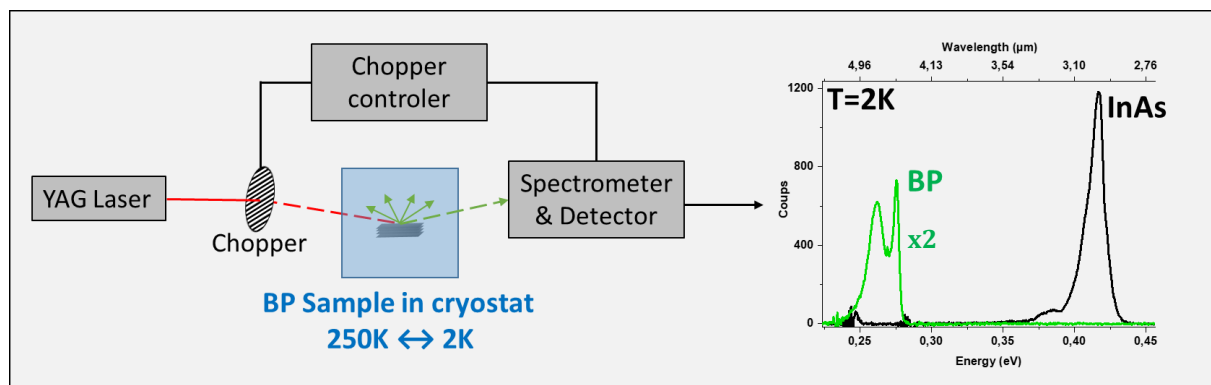 Chopper
controler
YAG Laser
Chopper
Spectrometer
& Detector
BP Sample in cryostat
250K ↔ 2K
Wavelength (µm)
4,96 4,13 3,54 3,10 2,76
T=2K
InAs
BP
x2
Coups
1200
800
400
0
0,25 0,30 0,35 0,40 0,45
Energy (eV)